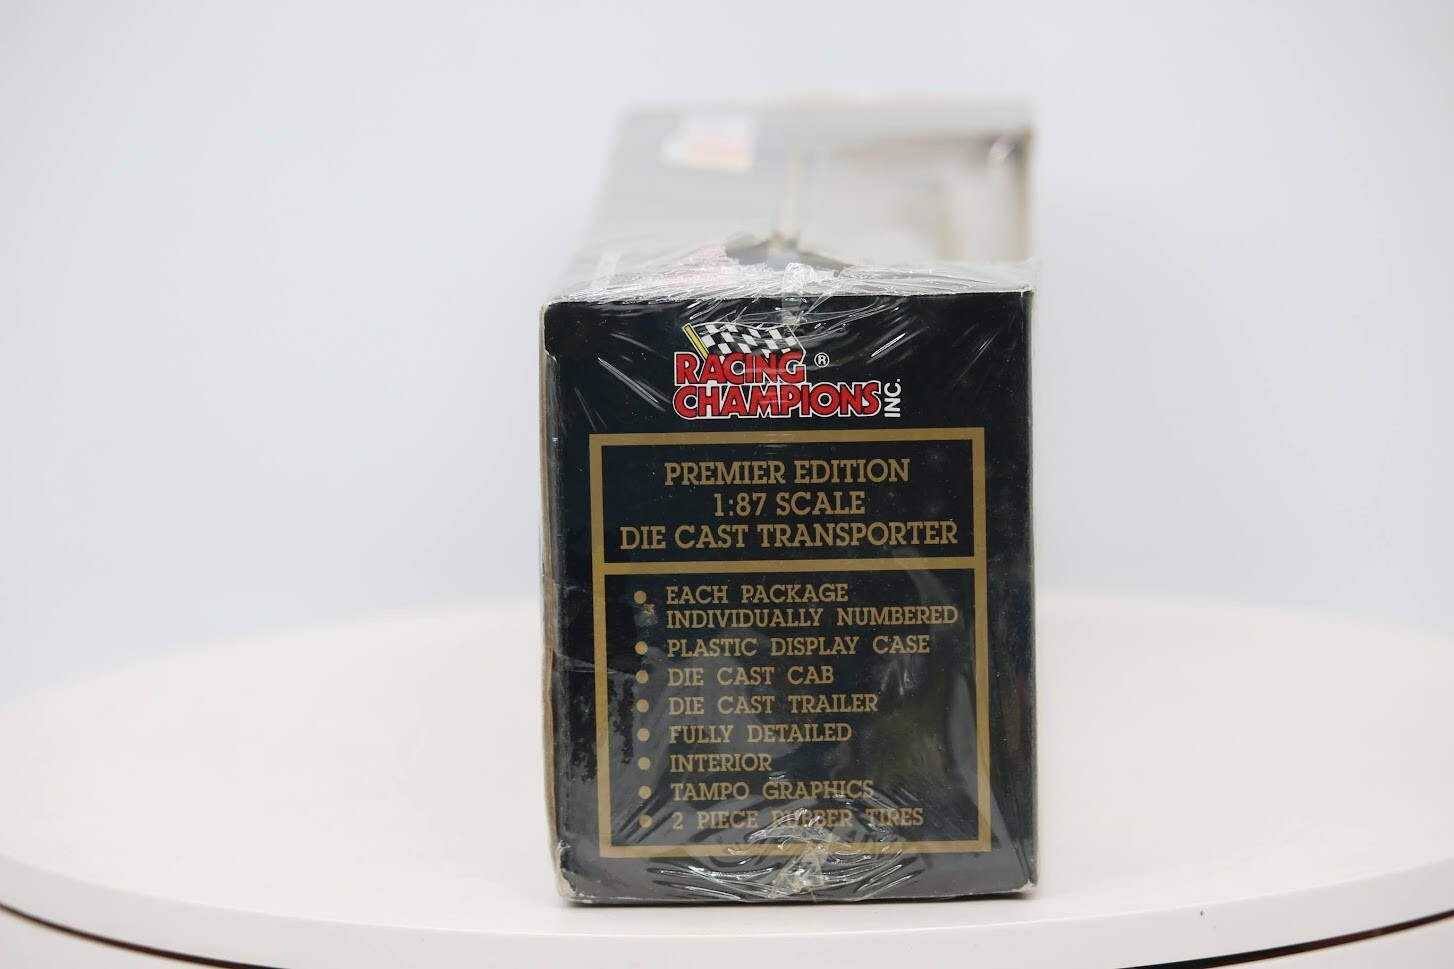 RACING ®
CHAMPIONS INC.
PREMIER EDITION
1:87 SCALE
DIE CAST TRANSPORTER
• EACH PACKAGE
INDIVIDUALLY NUMBERED
• PLASTIC DISPLAY CASE
• DIE CAST CAB
• DIE CAST TRAILER
• FULLY DETAILED
• INTERIOR
• TAMPO GRAPHICS
• 2 PIECE RUBBER TIRES